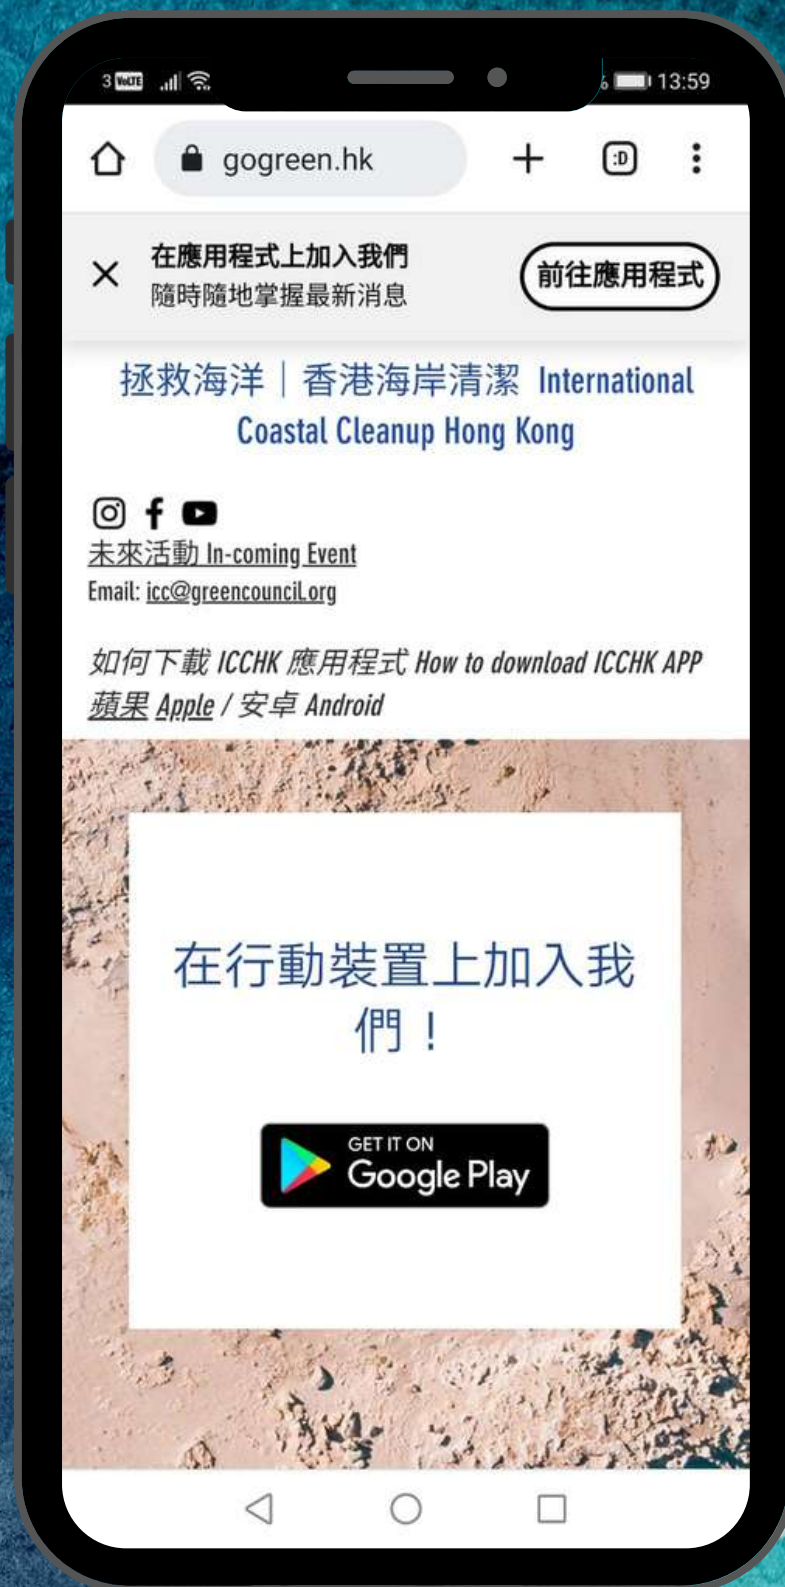 3 VoLTE
% 13:59
gogreen.hk
:D
在應用程式上加入我們
隨時隨地掌握最新消息
前往應用程式
拯救海洋｜香港海岸清潔 International
Coastal Cleanup Hong Kong
未來活動 In-coming Event
Email: icc@greencouncil.org
如何下載 ICCHK 應用程式 How to download ICCHK APP
蘋果 Apple / 安卓 Android
在行動裝置上加入我
們！
GET IT ON
Google Play